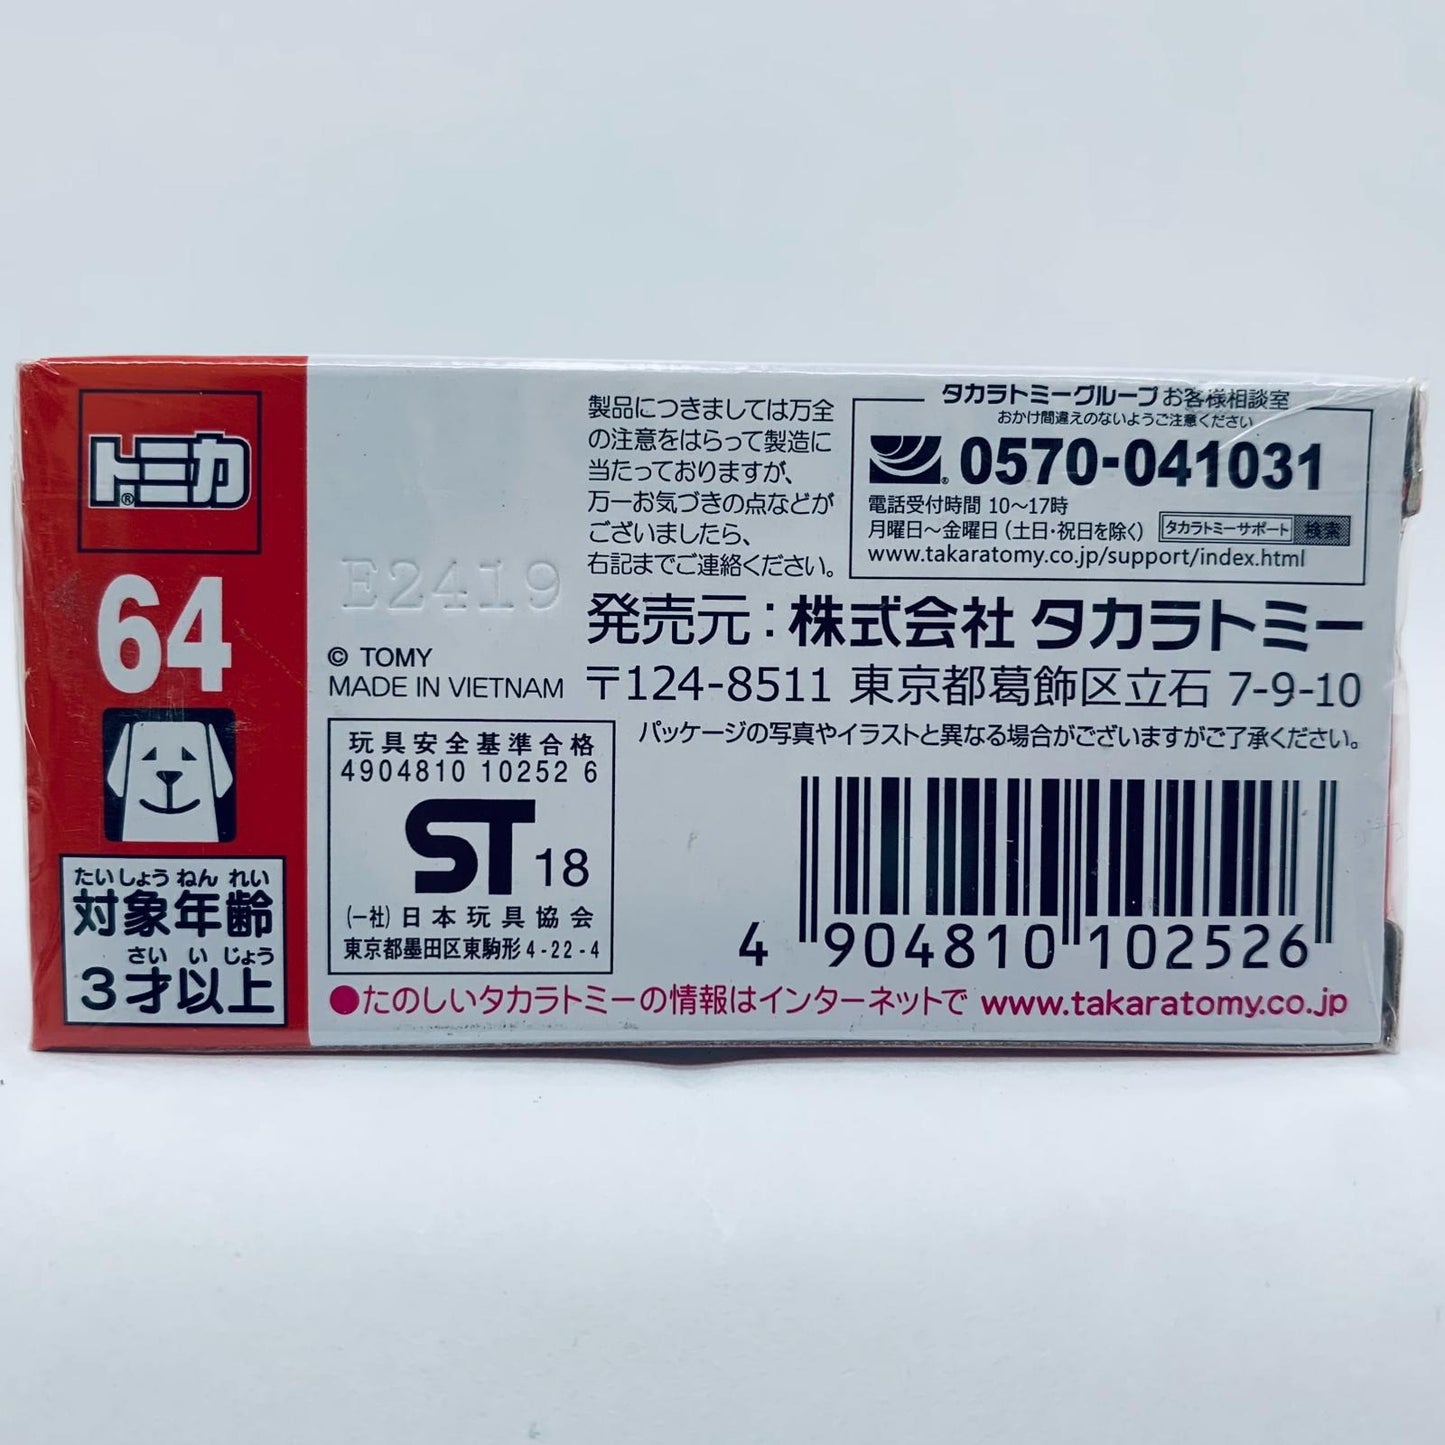 トミカ®
64
たいしょうねんれい
対象年齢
さいいじょう
3才以上
E2419
© TOMY
MADE IN VIETNAM
玩具安全基準合格
4904810 10252 6
ST 18
(一社)日本玩具協会
東京都墨田区東駒形4-22-4
製品につきましては万全
の注意をはらって製造に
当たっておりますが、
万一お気づきの点などが
ございましたら、
右記までご連絡ください。
タカラトミーグループお客様相談室
おかけ間違えのないようご注意ください
0570-041031
電話受付時間 10〜17時
月曜日〜金曜日(土日・祝日を除く) タカラトミーサポート 検索
www.takaratomy.co.jp/support/index.html
発売元:株式会社 タカラトミー
〒124-8511 東京都葛飾区立石 7-9-10
パッケージの写真やイラストと異なる場合がございますがご了承ください。
4 904810 102526
●たのしいタカラトミーの情報はインターネットで www.takaratomy.co.jp